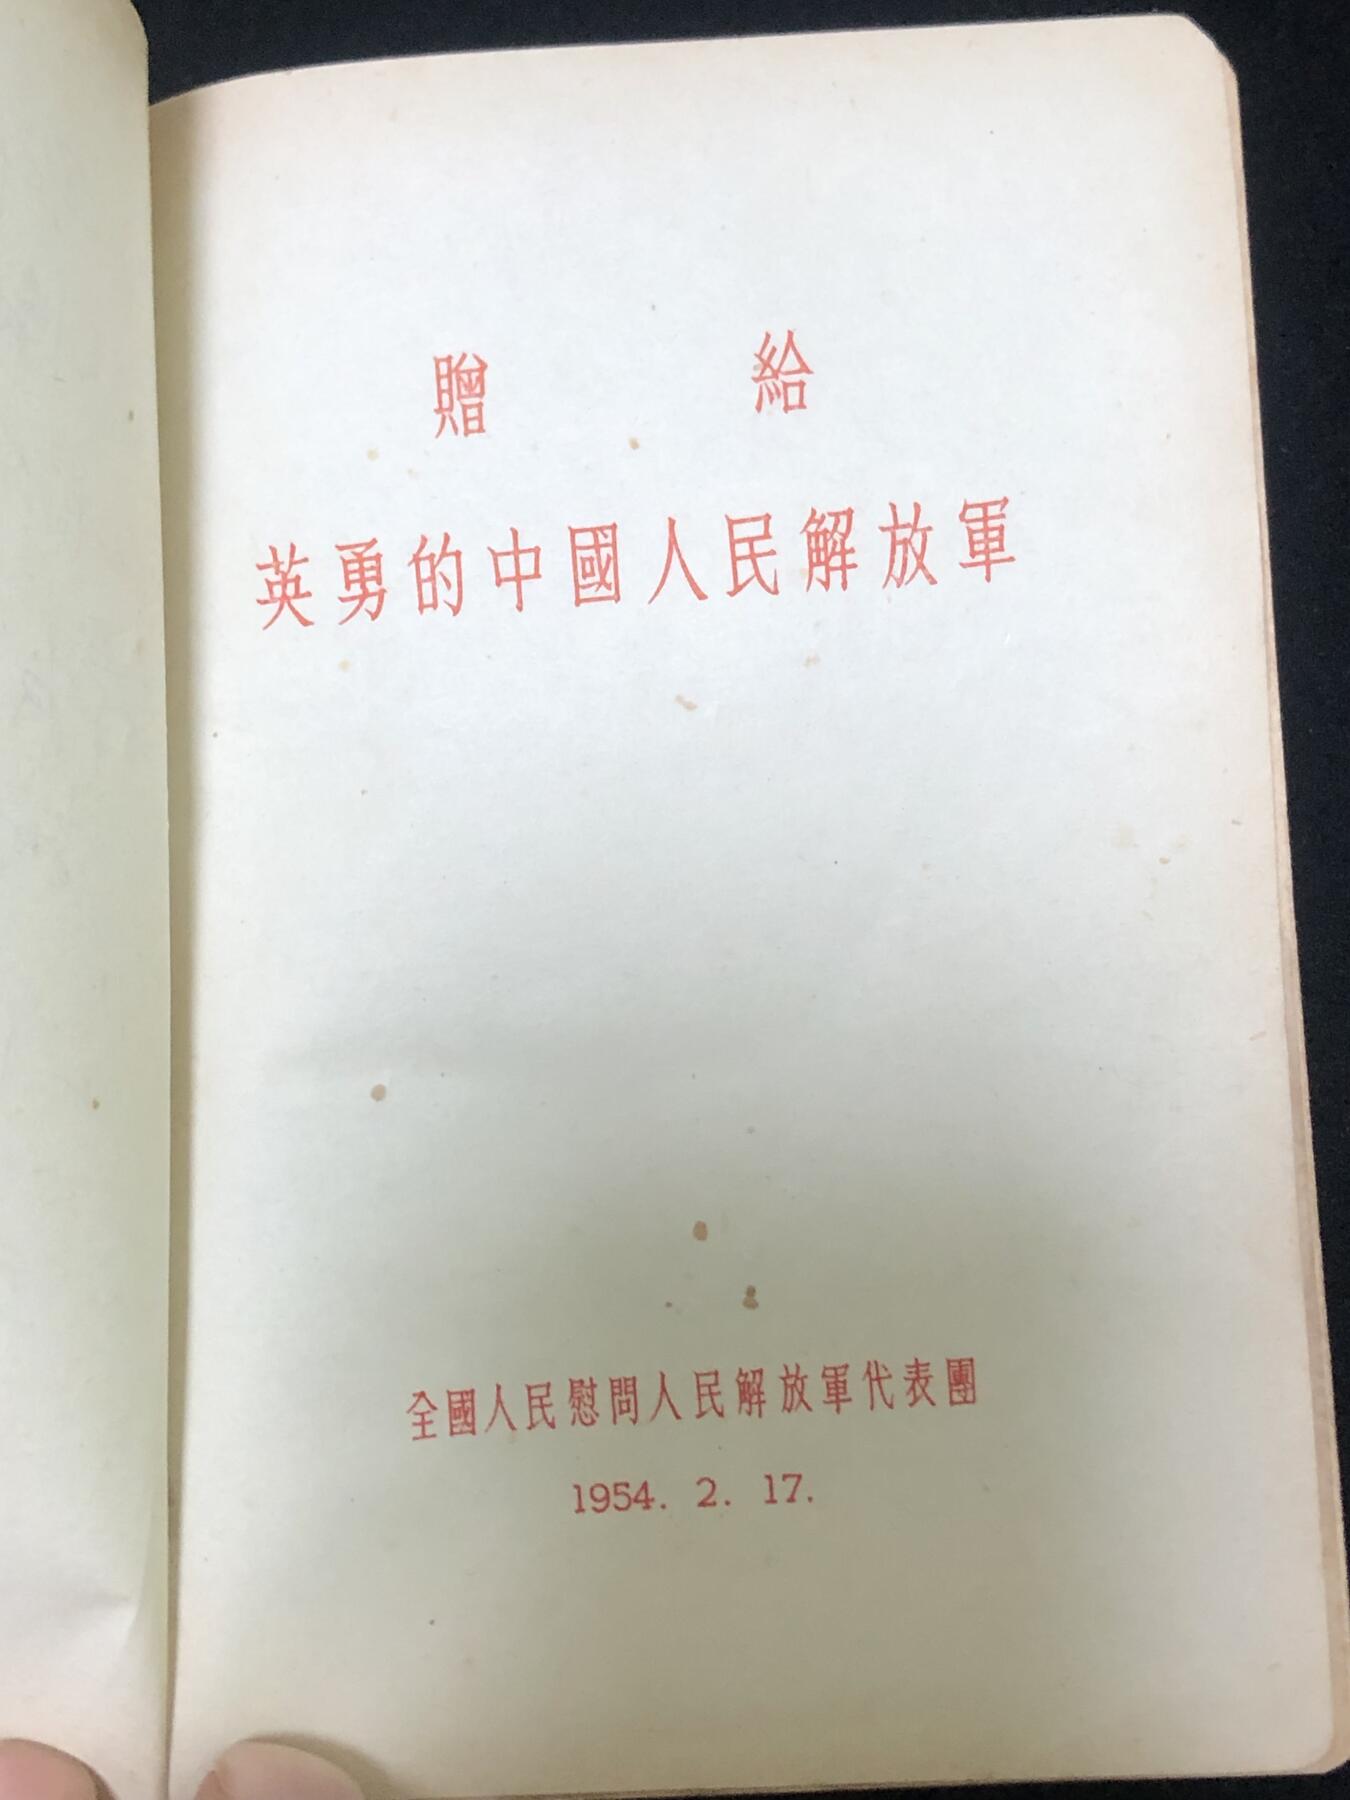 贈 給
英勇的中國人民解放軍
全國人民慰問人民解放軍代表團
1954. 2. 17.